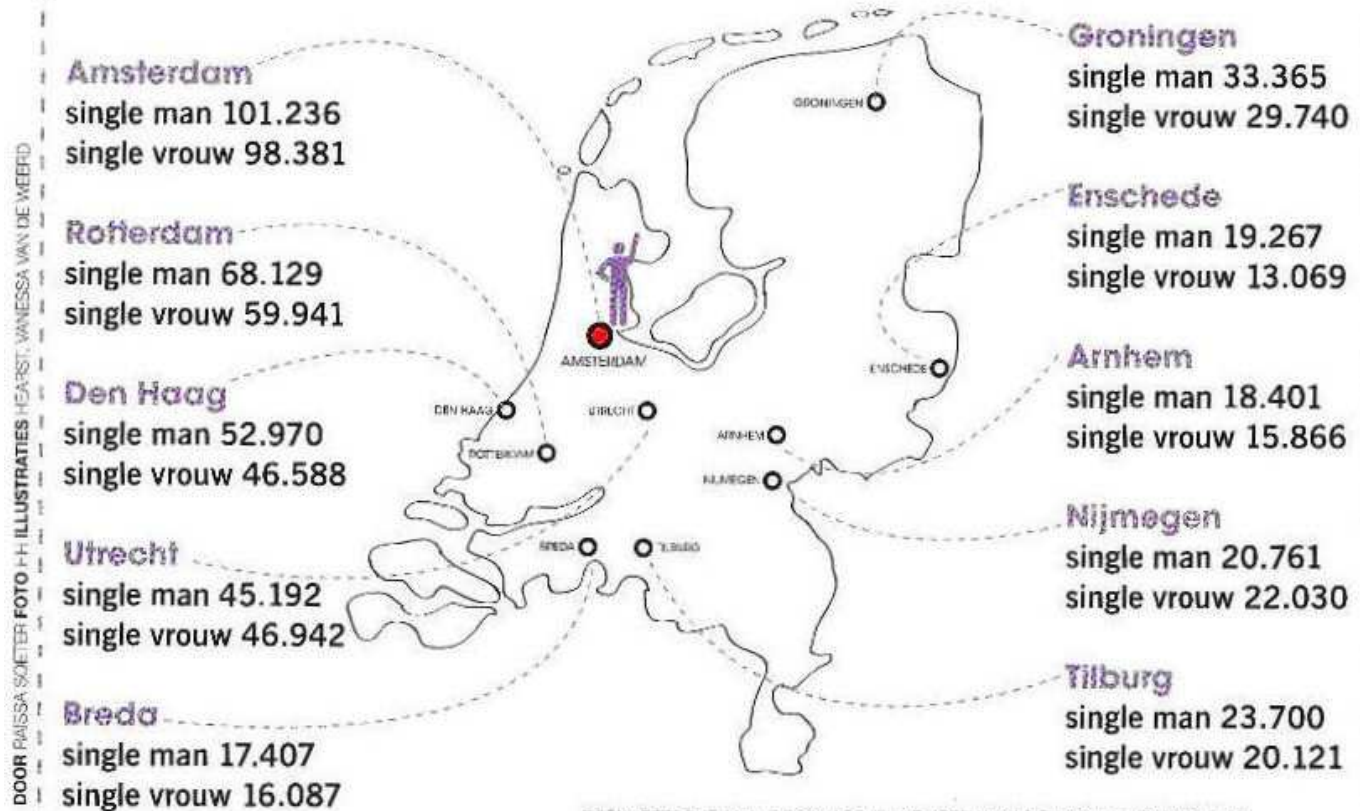 Amsterdam
single man 101.236
single vrouw 98.381
Rotterdam
single man 68.129
single vrouw 59.941
Den Haag
single man 52.970
single vrouw 46.588
Utrecht
single man 45.192
single vrouw 46.942
Breda
single man 17.407
single vrouw 16.087
Groningen
single man 33.365
single vrouw 29.740
Enschede
single man 19.267
single vrouw 13.069
Arnhem
single man 18.401
single vrouw 15.866
Nijmegen
single man 20.761
single vrouw 22.030
Tilburg
single man 23.700
single vrouw 20.121
GRONINGEN
AMSTERDAM
ENSCHEDE
DEN HAAG
UTRECHT
ROTTERDAM
ARNHEM
NIJMEGEN
BREDA
TILBURG
DOOR RAÏSSA SOETER FOTO HH ILLUSTRATIES HEARST, VANESSA VAN DE WEERD